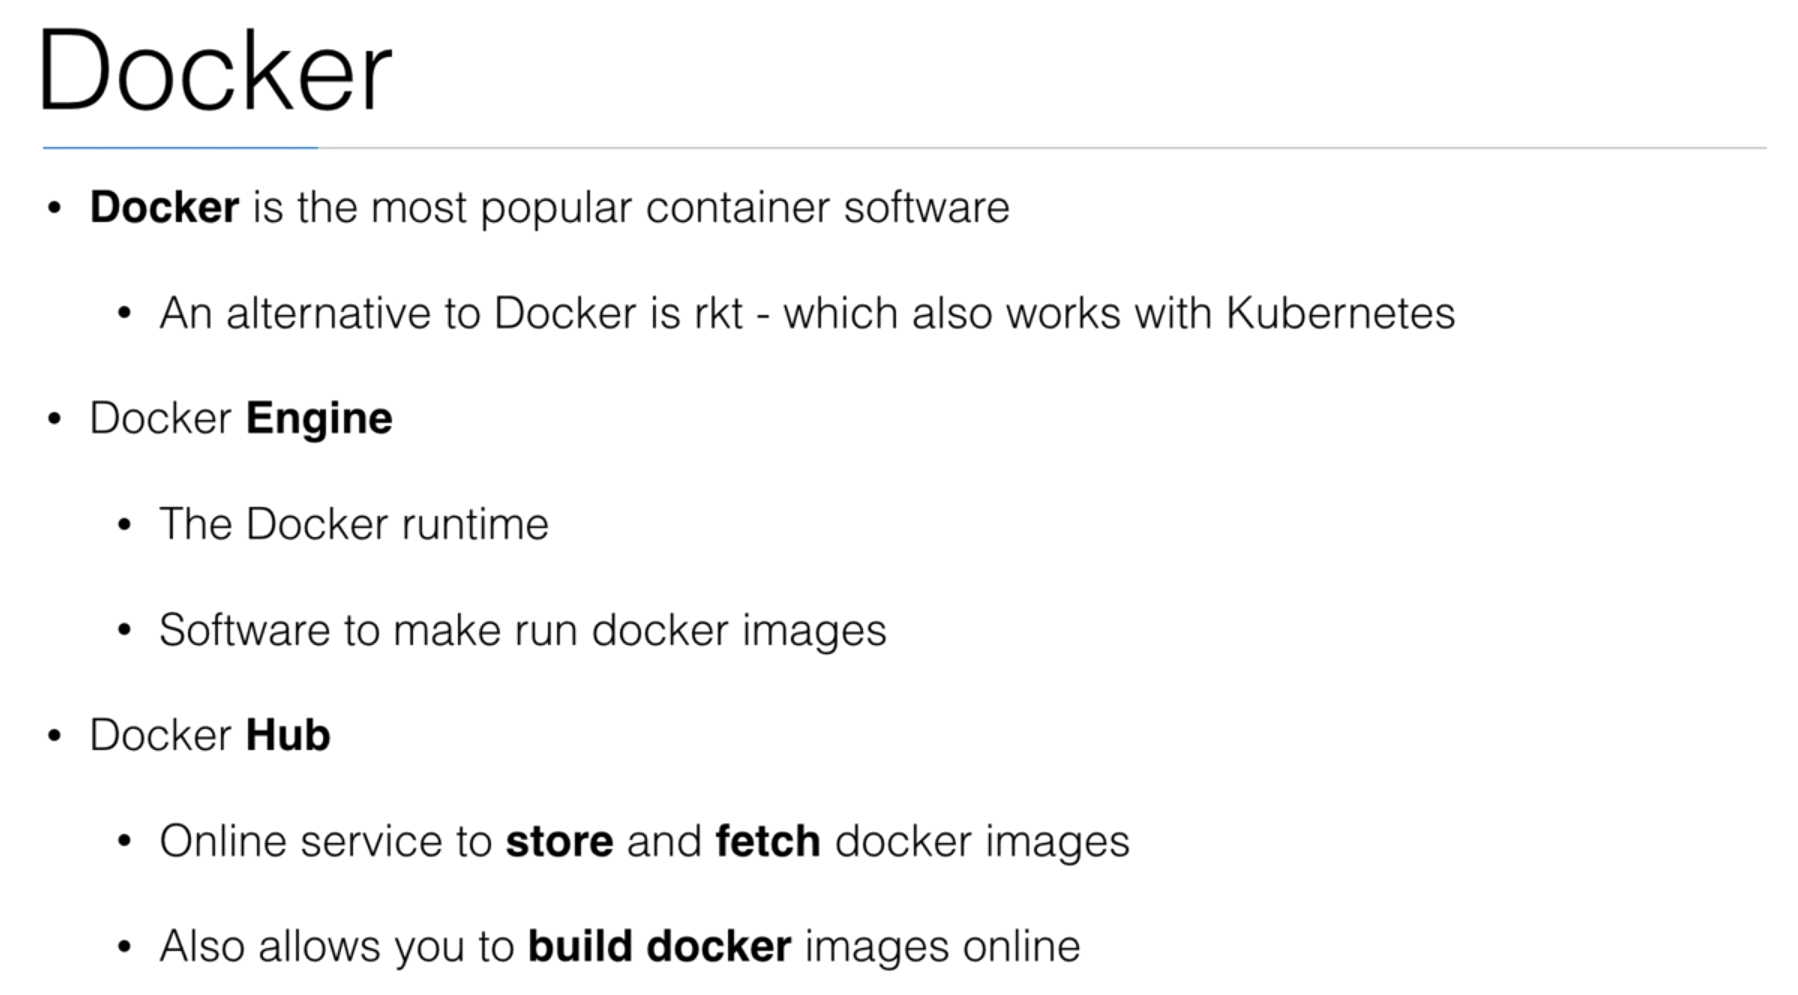 Docker
• Docker is the most popular container software
• An alternative to Docker is rkt - which also works with Kubernetes
• Docker Engine
• The Docker runtime
• Software to make run docker images
• Docker Hub
• Online service to store and fetch docker images
• Also allows you to build docker images online